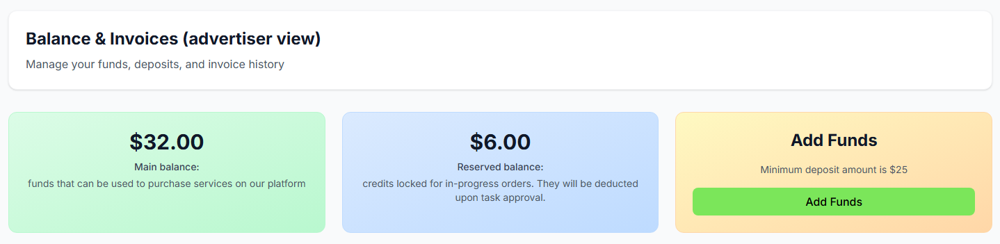 Balance & Invoices (advertiser view)
Manage your funds, deposits, and invoice history
$32.00
Main balance:
funds that can be used to purchase services on our platform
$6.00
Reserved balance:
credits locked for in-progress orders. They will be deducted
upon task approval.
Add Funds
Minimum deposit amount is $25
Add Funds